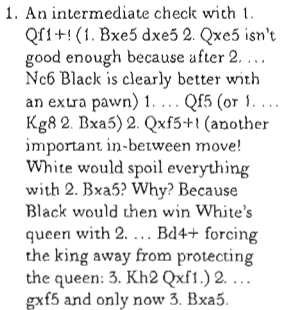 1. An intermediate check with 1.
Qf1+! (1. Bxe5 dxe5 2. Qxe5 isn't
good enough because after 2. ...
Nc6 Black is clearly better with
an extra pawn) 1. ... Qf5 (or 1. ...
Kg8 2. Bxa5) 2. Qxf5+! (another
important in-between move!
White would spoil everything
with 2. Bxa5? Why? Because
Black would then win White's
queen with 2. ... Bd4+ forcing
the king away from protecting
the queen: 3. Kh2 Qxf1.) 2. ...
gxf5 and only now 3. Bxa5.